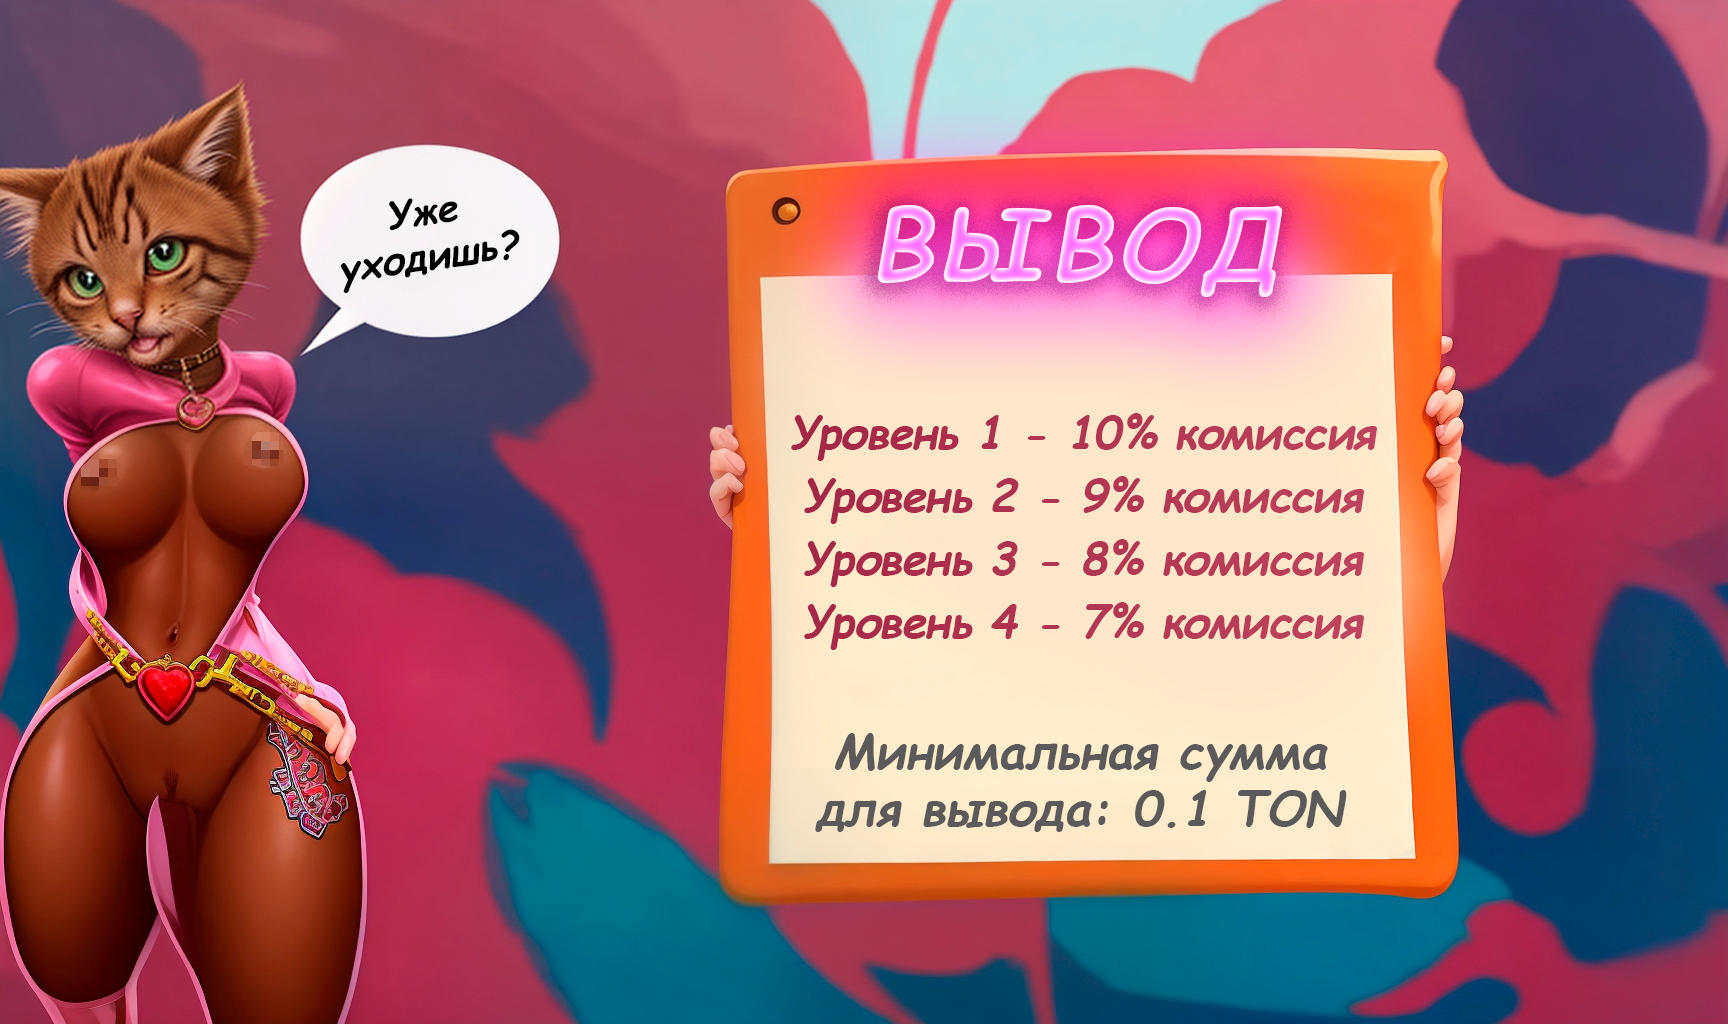 Уже
уходишь?
ВЫВОД
Уровень 1 - 10% комиссия
Уровень 2 - 9% комиссия
Уровень 3 - 8% комиссия
Уровень 4 - 7% комиссия
Минимальная сумма
для вывода: 0.1 TON